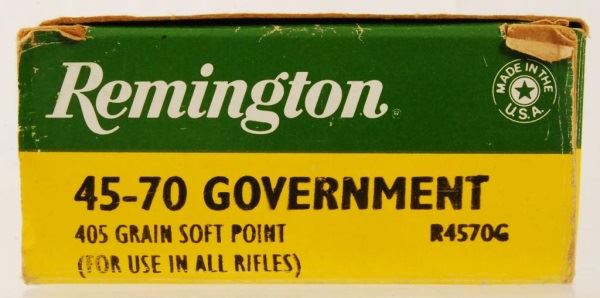 Remington®
MADE IN THE
U.S.A.
45-70 GOVERNMENT
405 GRAIN SOFT POINT R4570G
(FOR USE IN ALL RIFLES)